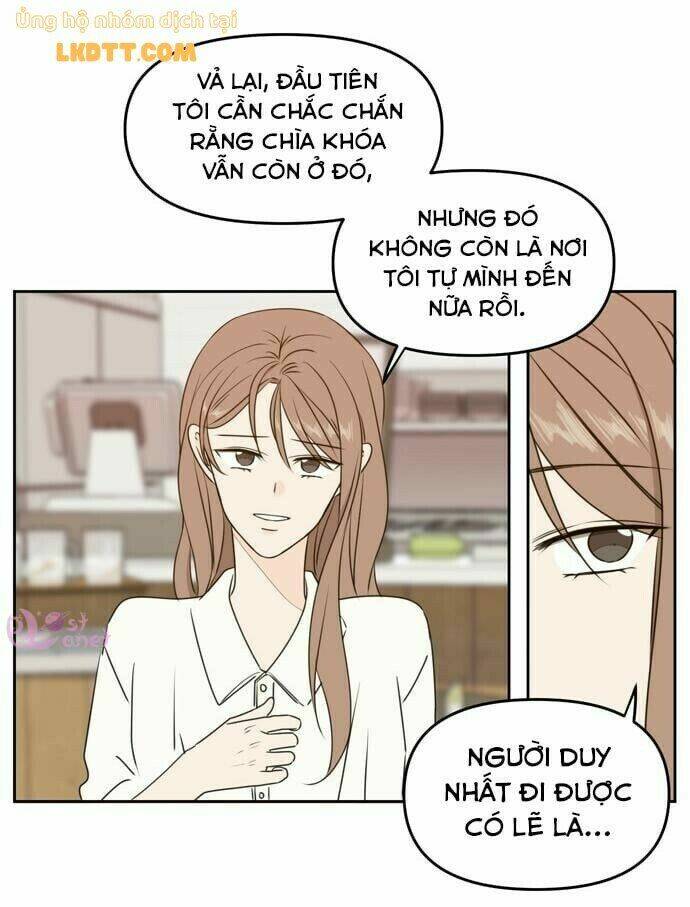 Ủng hộ nhóm dịch tại
LKDTT.COM
VẢ LẠI, ĐẦU TIÊN
TÔI CẦN CHẮC CHẮN
RẰNG CHÌA KHÓA
VẪN CÒN Ở ĐÓ,
NHƯNG ĐÓ
KHÔNG CÒN LÀ NƠI
TÔI TỰ MÌNH ĐẾN
NỮA RỒI.
NGƯỜI DUY
NHẤT ĐI ĐƯỢC
CÓ LẼ LÀ...